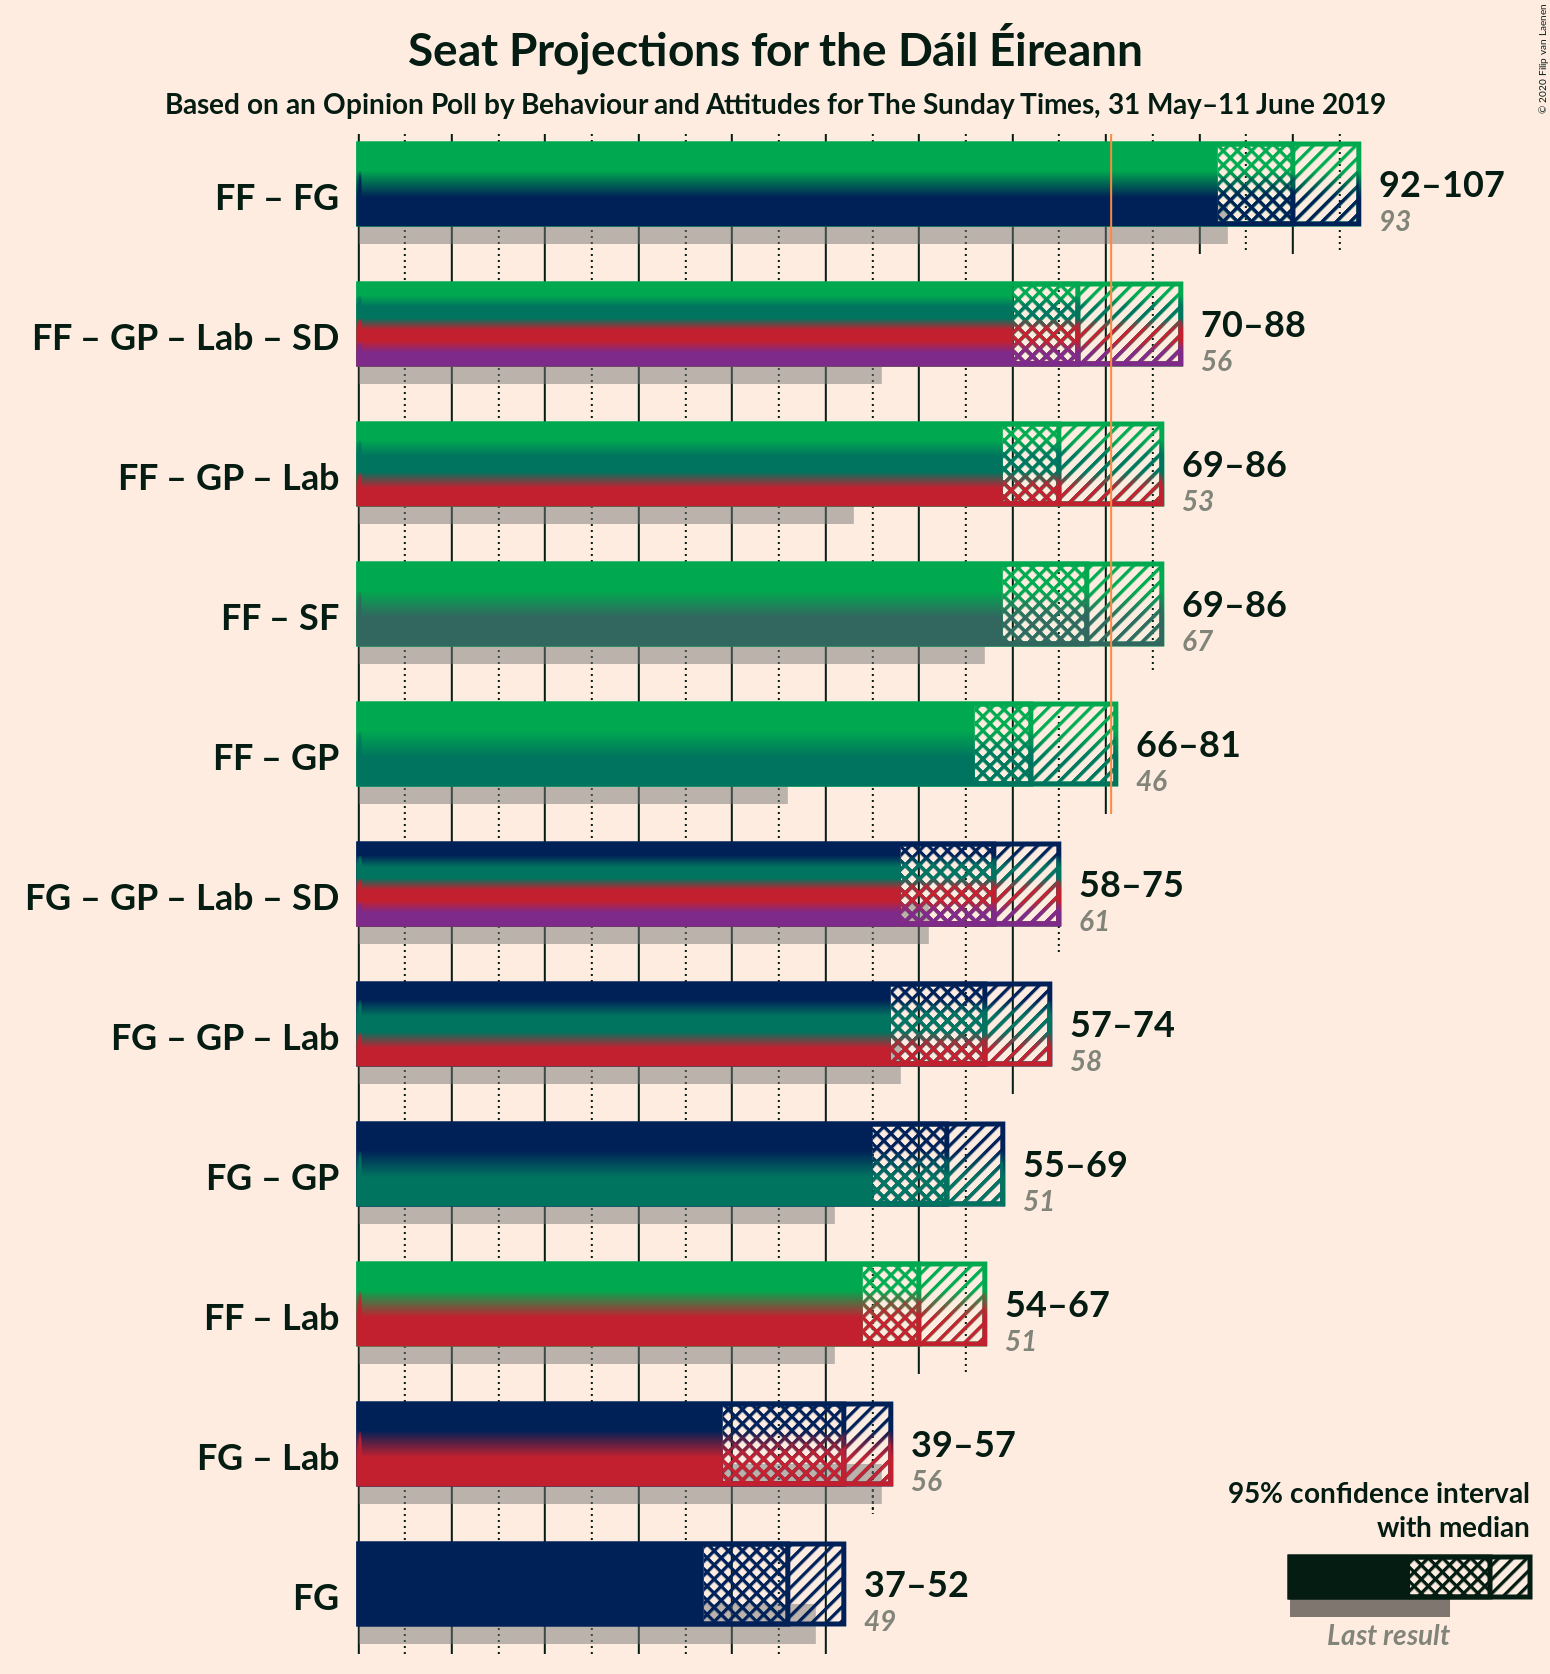 Seat Projections for the Dáil Éireann
Based on an Opinion Poll by Behaviour and Attitudes for The Sunday Times, 31 May–11 June 2019
© 2020 Filip van Laenen
FF – FG
92–107
93
FF – GP – Lab – SD
70–88
56
FF – GP – Lab
69–86
53
FF – SF
69–86
67
FF – GP
66–81
46
FG – GP – Lab – SD
58–75
61
FG – GP – Lab
57–74
58
FG – GP
55–69
51
FF – Lab
54–67
51
FG – Lab
39–57
56
FG
37–52
49
95% confidence interval
with median
Last result